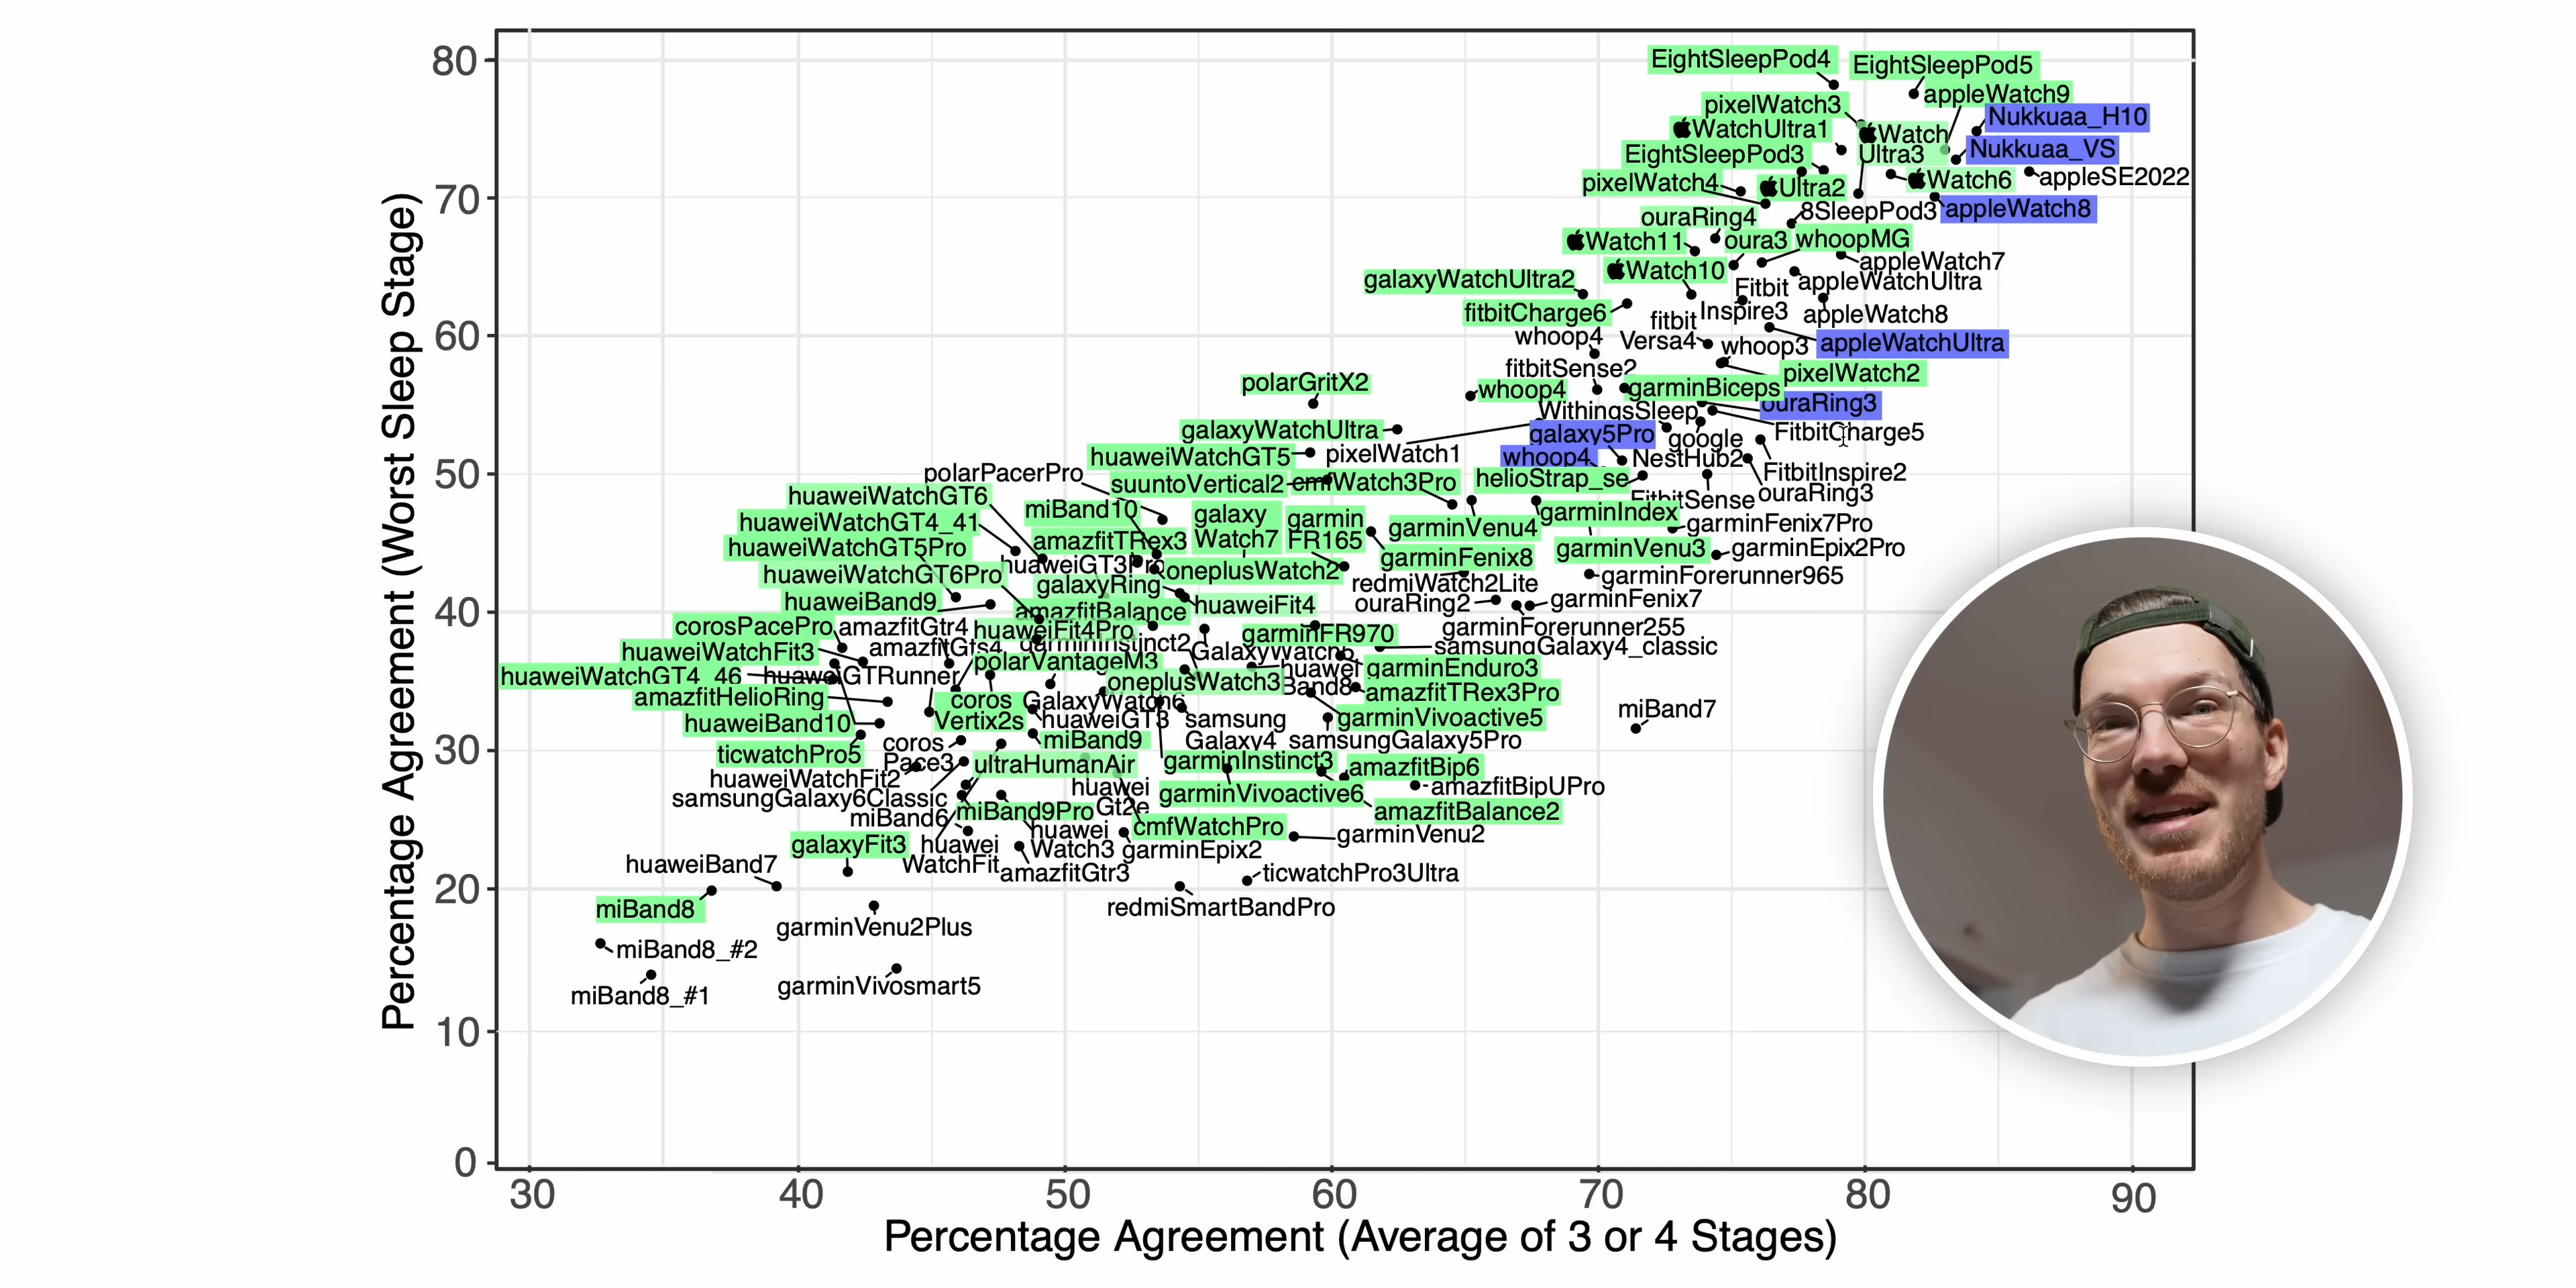 Percentage Agreement (Worst Sleep Stage)
80
70
60
50
40
30
20
10
0
EightSleepPod4
EightSleepPod5
appleWatch9
pixelWatch3
Nukkuaa_H10
WatchUltra1
Watch
Ultra3
Nukkuaa_VS
EightSleepPod3
appleSE2022
pixelWatch4
Ultra2
Watch6
8SleepPod3
appleWatch8
ouraRing4
Watch11
oura3
whoopMG
appleWatch7
Watch10
galaxyWatchUltra2
Fitbit
Inspire3
appleWatchUltra
fitbitCharge6
appleWatch8
fitbit
Versa4
whoop4
whoop3
appleWatchUltra
fitbitSense2
pixelWatch2
polarGritX2
whoop4
garminBiceps
ouraRing3
WithingsSleep
galaxyWatchUltra
galaxy5Pro
google
NestHub2
FitbitCharge5
huaweiWatchGT5
pixelWatch1
whoop4
polarPacerPro
FitbitInspire2
suuntoVertical2
cmfWatch3Pro
helioStrap_se
ouraRing3
huaweiWatchGT6
FitbitSense
miBand10
galaxy
Watch7
garmin
FR165
garminVenu4
garminIndex
huaweiWatchGT4_41
garminFenix7Pro
huaweiWatchGT5Pro
amazfitTRex3
garminFenix8
garminVenu3
garminEpix2Pro
huaweiGT3Pro
oneplusWatch2
huaweiWatchGT6Pro
galaxyRing
redmiWatch2Lite
garminForerunner965
huaweiBand9
amazfitBalance
huaweiFit4
ouraRing2
garminFenix7
corosPacePro
amazfitGtr4
huaweiFit4Pro
garminFR970
garminForerunner255
huaweiWatchFit3
amazfitGts4
garminInstinct2
GalaxyWatch5
samsungGalaxy4_classic
huaweiWatchGT4_46
huaweiGTRunner
polarVantageM3
oneplusWatch3
huawei
Band8
garminEnduro3
amazfitHelioRing
coros
Vertix2s
GalaxyWatch6
amazfitTRex3Pro
huaweiBand10
huaweiGT3
samsung
Galaxy4
garminVivoactive5
miBand7
ticwatchPro5
coros
Pace3
miBand9
samsungGalaxy5Pro
huaweiWatchFit2
ultraHumanAir
garminInstinct3
amazfitBip6
samsungGalaxy6Classic
huawei
Gt2e
garminVivoactive6
amazfitBipUPro
miBand6
miBand9Pro
amazfitBalance2
galaxyFit3
huawei
WatchFit
huawei
Watch3
cmfWatchPro
garminVenu2
garminEpix2
huaweiBand7
amazfitGtr3
ticwatchPro3Ultra
miBand8
redmiSmartBandPro
garminVenu2Plus
miBand8_#2
miBand8_#1
garminVivosmart5
30 40 50 60 70 80 90
Percentage Agreement (Average of 3 or 4 Stages)